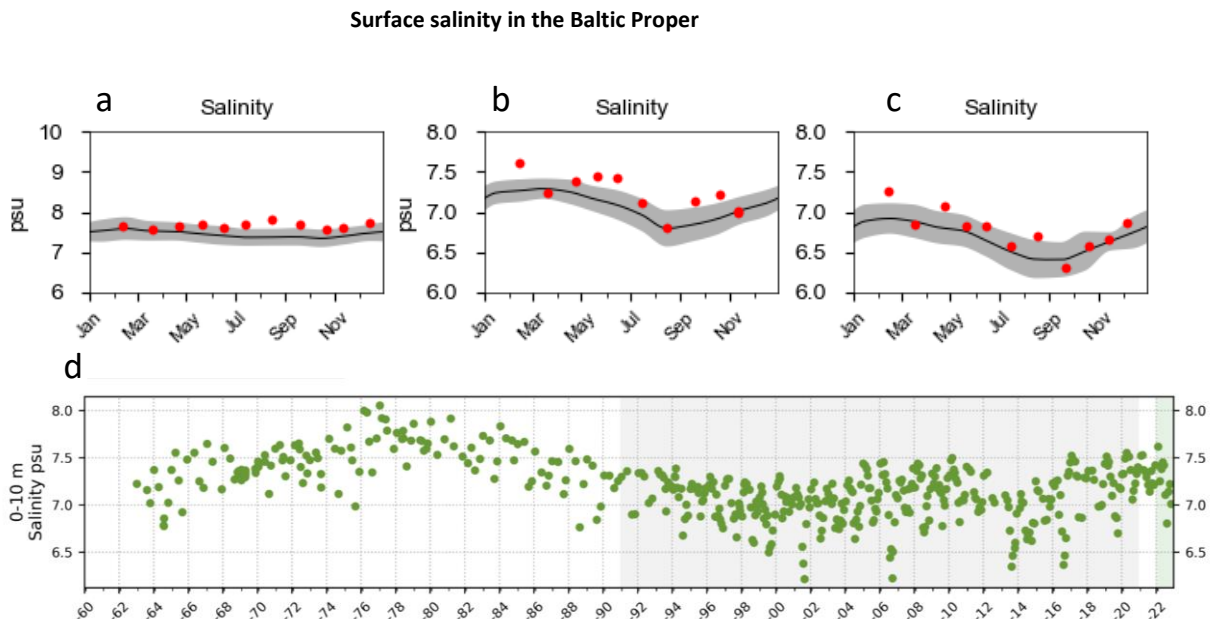 Surface salinity in the Baltic Proper
a b c
Salinity Salinity Salinity
10 8.0 8.0
9 7.5 7.5
psu 8 psu 7.0 7.0
7 6.5 6.5
6 6.0 6.0
Jan Mar May Jul Sep Nov Jan Mar May Jul Sep Nov Jan Mar May Jul Sep Nov
d
8.0 8.0
7.5 7.5
0-10 m
Salinity psu
7.0 7.0
6.5 6.5
-60 -62 -64 -66 -68 -70 -72 -74 -76 -78 -80 -82 -84 -86 -88 -90 -92 -94 -96 -98 -00 -02 -04 -06 -08 -10 -12 -14 -16 -18 -20 -22